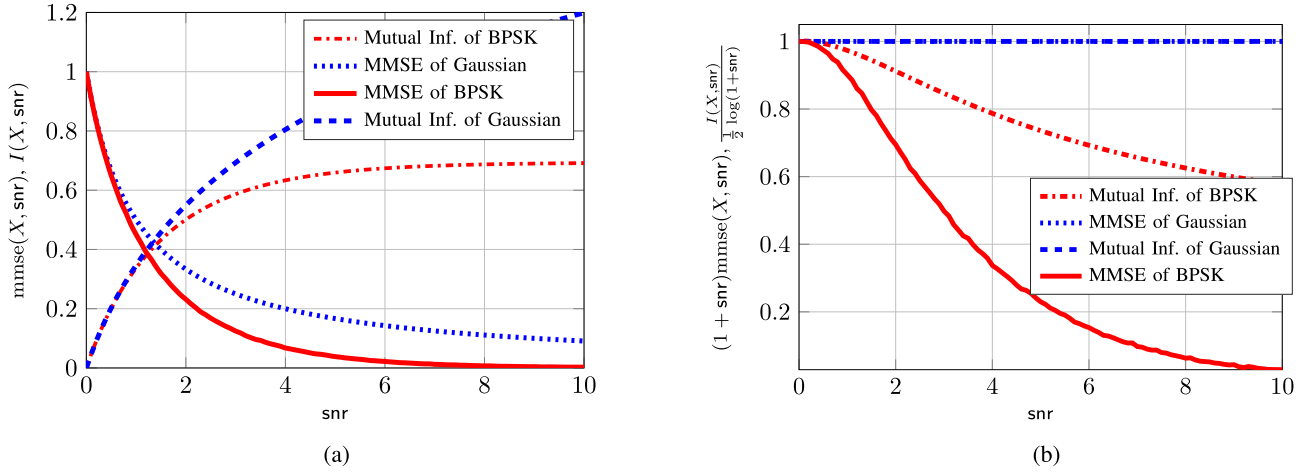 1.2
1
0.8
0.6
0.4
0.2
0
0 2 4 6 8 10
mmse(X, snr), I(X, snr)
snr
Mutual Inf. of BPSK
MMSE of Gaussian
MMSE of BPSK
Mutual Inf. of Gaussian
(a)
1
0.8
0.6
0.4
0.2
0 2 4 6 8 10
(1 + snr)mmse(X, snr), I(X,snr) / 1/2 log(1+snr)
snr
Mutual Inf. of BPSK
MMSE of Gaussian
Mutual Inf. of Gaussian
MMSE of BPSK
(b)